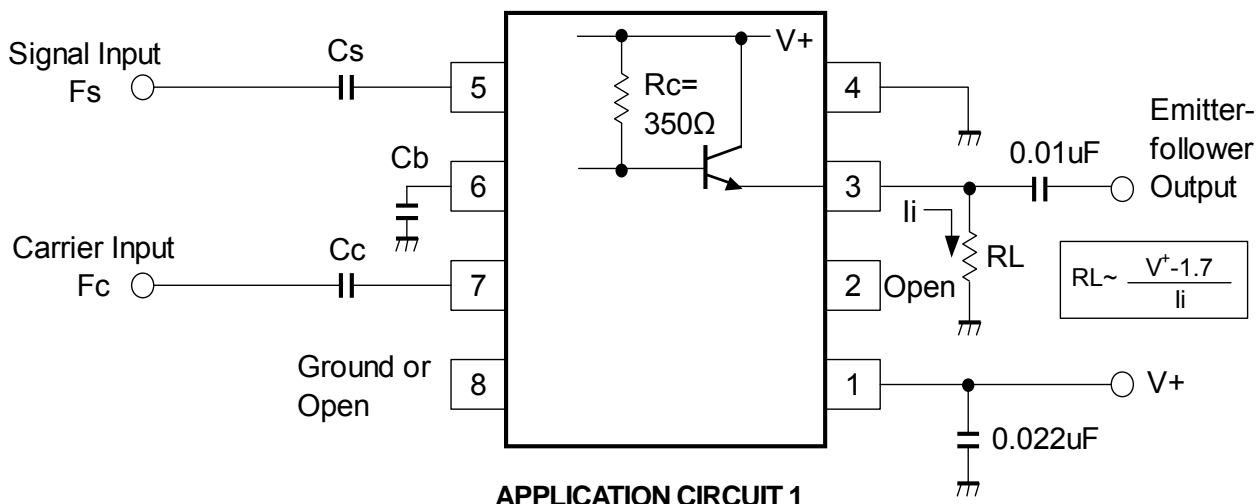 Signal Input
Fs
Cs
5
Rc=
350Ω
V+
4
Emitter-
follower
Output
0.01uF
Cb
6
3
Ii
RL
RL~ V⁺-1.7
Ii
Carrier Input
Fc
Cc
7
2
Open
Ground or
Open
8
1
V+
0.022uF
APPLICATION CIRCUIT 1